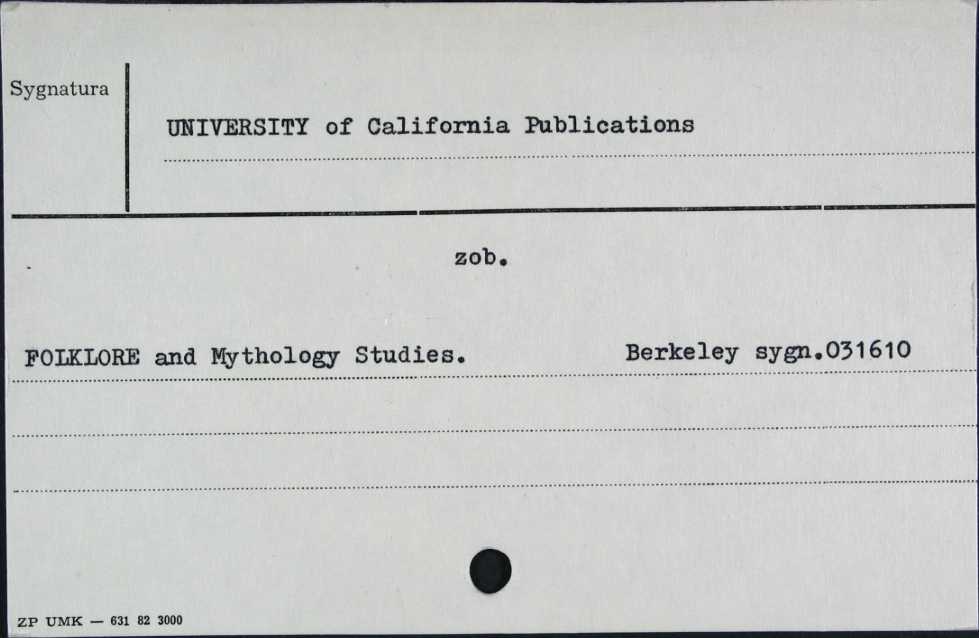 Sygnatura
UNIVERSITY of California Publications
zob.
FOLKLORE and Mythology Studies. Berkeley sygn.031610
ZP UMK — 631 82 3000